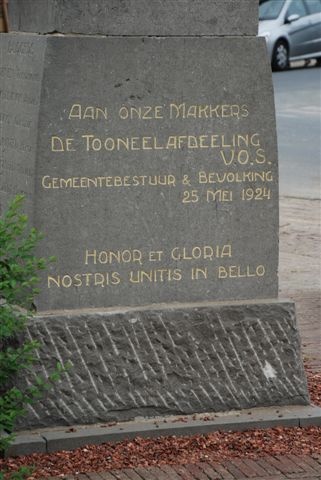 AAN ONZE MAKKERS
DE TOONEELAFDEELING
V.O.S.
GEMEENTEBESTUUR & BEVOLKING
25 MEI 1924
HONOR ET GLORIA
NOSTRIS UNITIS IN BELLO